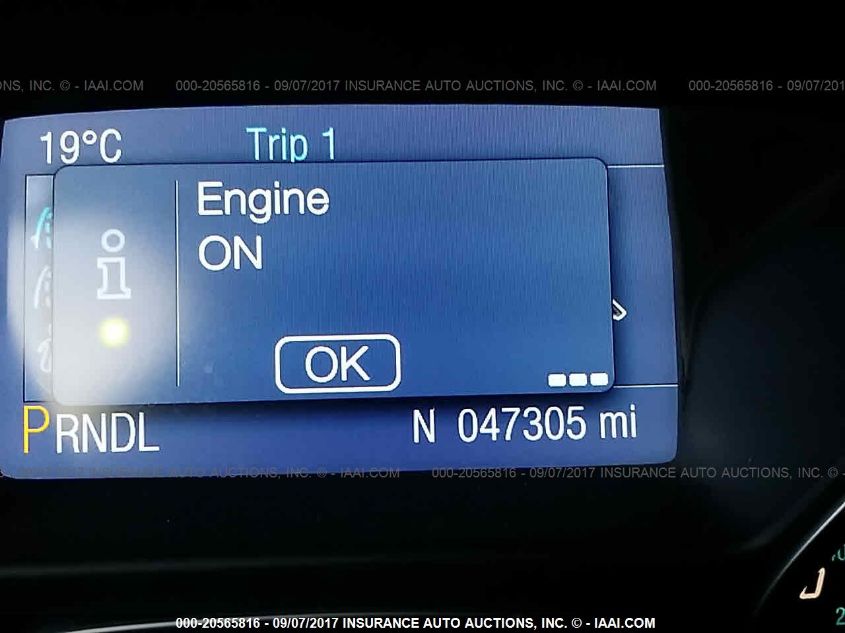 NS, INC. © - IAAI.COM 000-20565816 - 09/07/2017 INSURANCE AUTO AUCTIONS, INC. © - IAAI.COM 000-20565816 - 09/07/2017
19°C Trip 1
Engine
ON
OK
PRNDL N 047305 mi
INC. © - IAAI.COM 000-20565816 - 09/07/2017 INSURANCE AUTO AUCTIONS, INC. © -
000-20565816 - 09/07/2017 INSURANCE AUTO AUCTIONS, INC. © - IAAI.COM